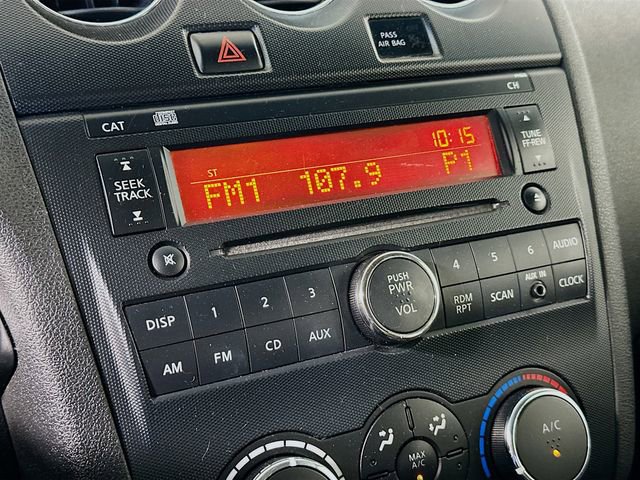 PASS
AIR BAG
CAT
CH
SEEK
TRACK
ST
10:15
FM1 107.9 P1
TUNE
FF·REW
DISP 1 2 3
AM FM CD AUX
PUSH
PWR
VOL
4 5 6 AUDIO
RDM
RPT
SCAN
AUX IN
CLOCK
MAX
A/C
A/C